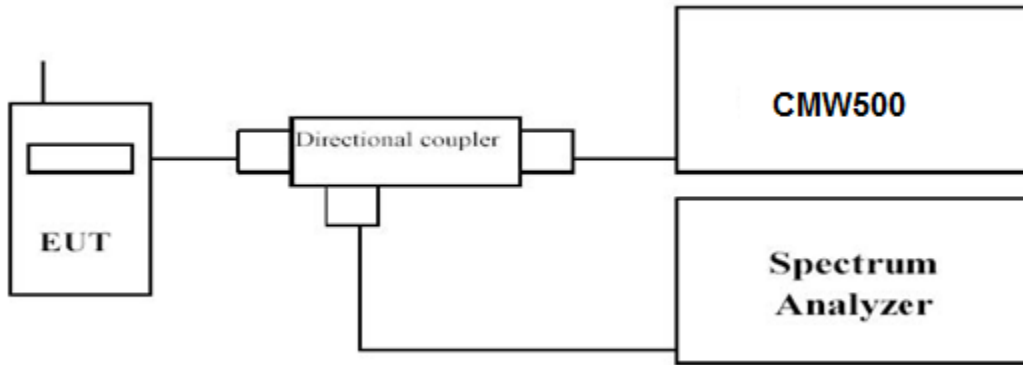 EUT
Directional coupler
CMW500
Spectrum
Analyzer